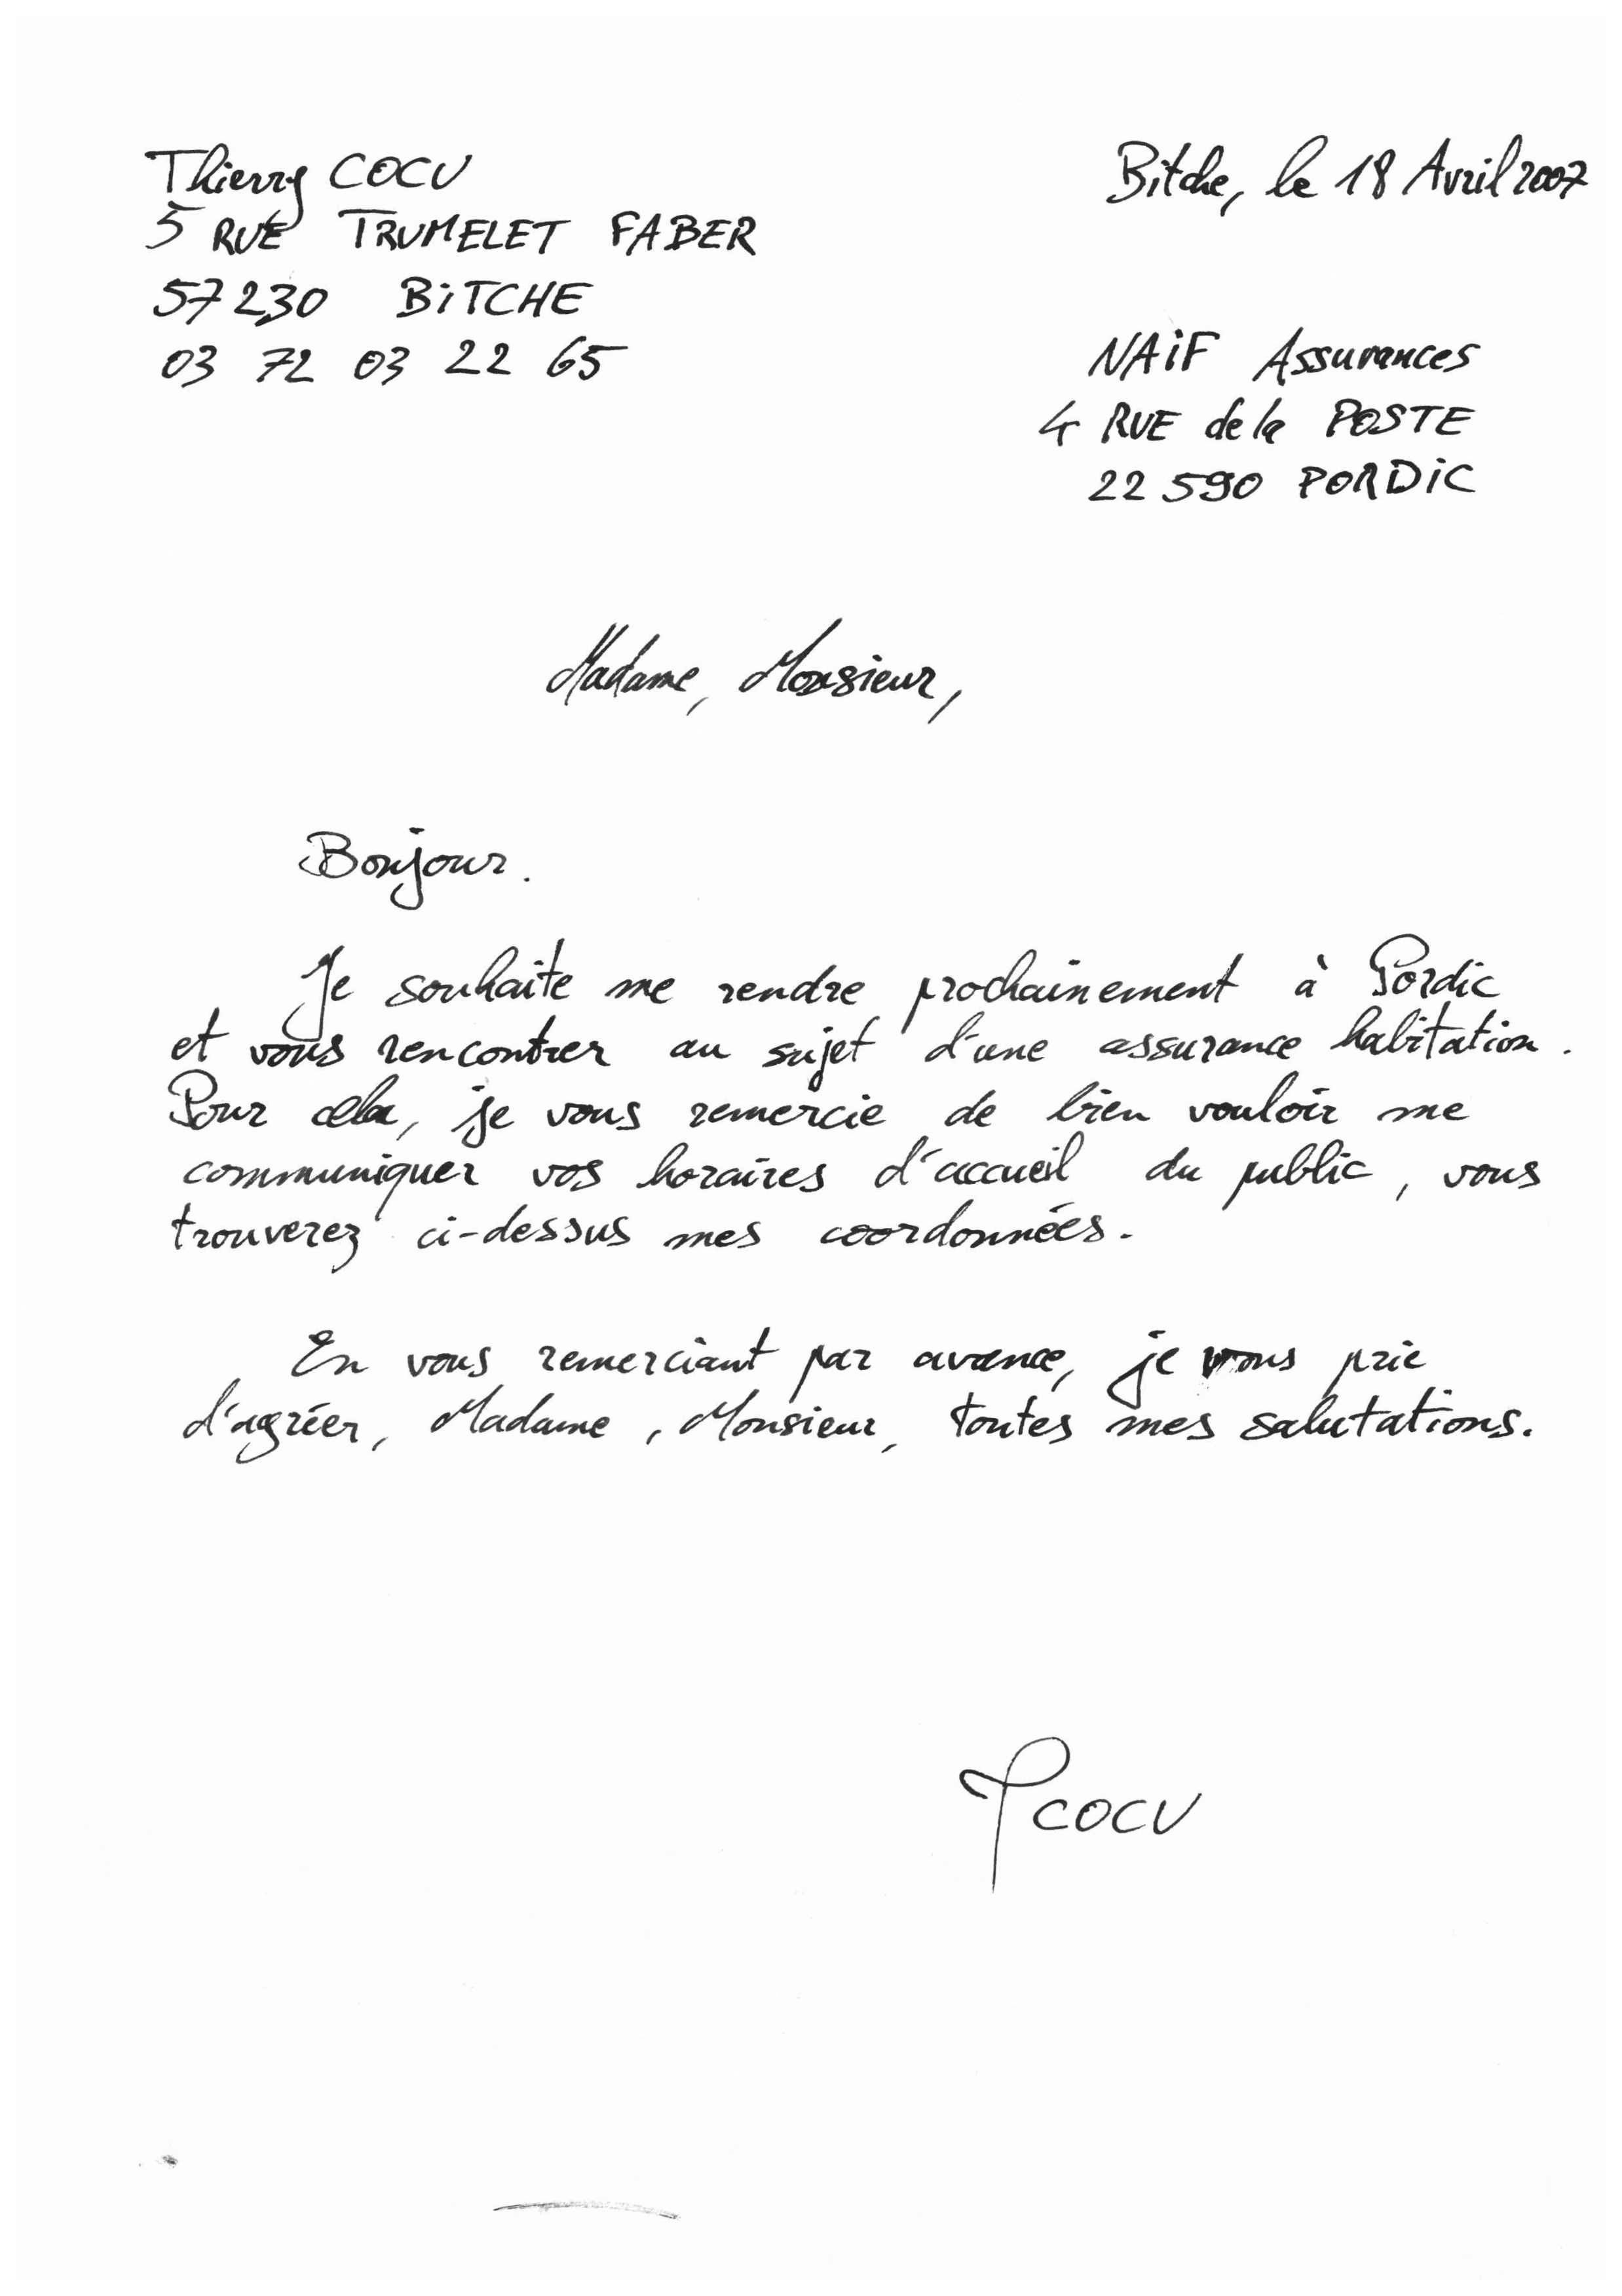 Thierry COCU
5 RUE TRUMELET FABER
57230 BiTCHE
03 72 03 22 65
Bitche, le 18 Avril 2007
NAiF Assurances
4 RUE de la POSTE
22 590 PORDiC
Madame, Monsieur,
Bonjour.
Je souhaite me rendre prochainement à Pordic
et vous rencontrer au sujet d'une assurance habitation.
Pour cela, je vous remercie de bien vouloir me
communiquer vos horaires d'accueil du public, vous
trouverez ci-dessus mes coordonnées.
En vous remerciant par avance, je vous prie
d'agréer, Madame, Monsieur, toutes mes salutations.
T COCU